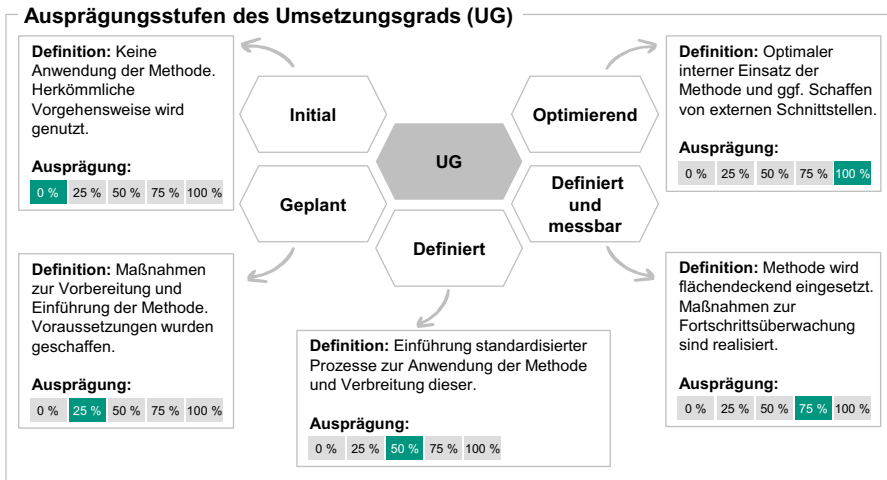 Ausprägungsstufen des Umsetzungsgrads (UG)
Definition: Keine
Anwendung der Methode.
Herkömmliche
Vorgehensweise wird
genutzt.
Ausprägung:
0 % 25 % 50 % 75 % 100 %
Initial
Geplant
UG
Definiert
Optimierend
Definiert
und
messbar
Definition: Optimaler
interner Einsatz der
Methode und ggf. Schaffen
von externen Schnittstellen.
Ausprägung:
0 % 25 % 50 % 75 % 100 %
Definition: Maßnahmen
zur Vorbereitung und
Einführung der Methode.
Voraussetzungen wurden
geschaffen.
Ausprägung:
0 % 25 % 50 % 75 % 100 %
Definition: Einführung standardisierter
Prozesse zur Anwendung der Methode
und Verbreitung dieser.
Ausprägung:
0 % 25 % 50 % 75 % 100 %
Definition: Methode wird
flächendeckend eingesetzt.
Maßnahmen zur
Fortschrittsüberwachung
sind realisiert.
Ausprägung:
0 % 25 % 50 % 75 % 100 %